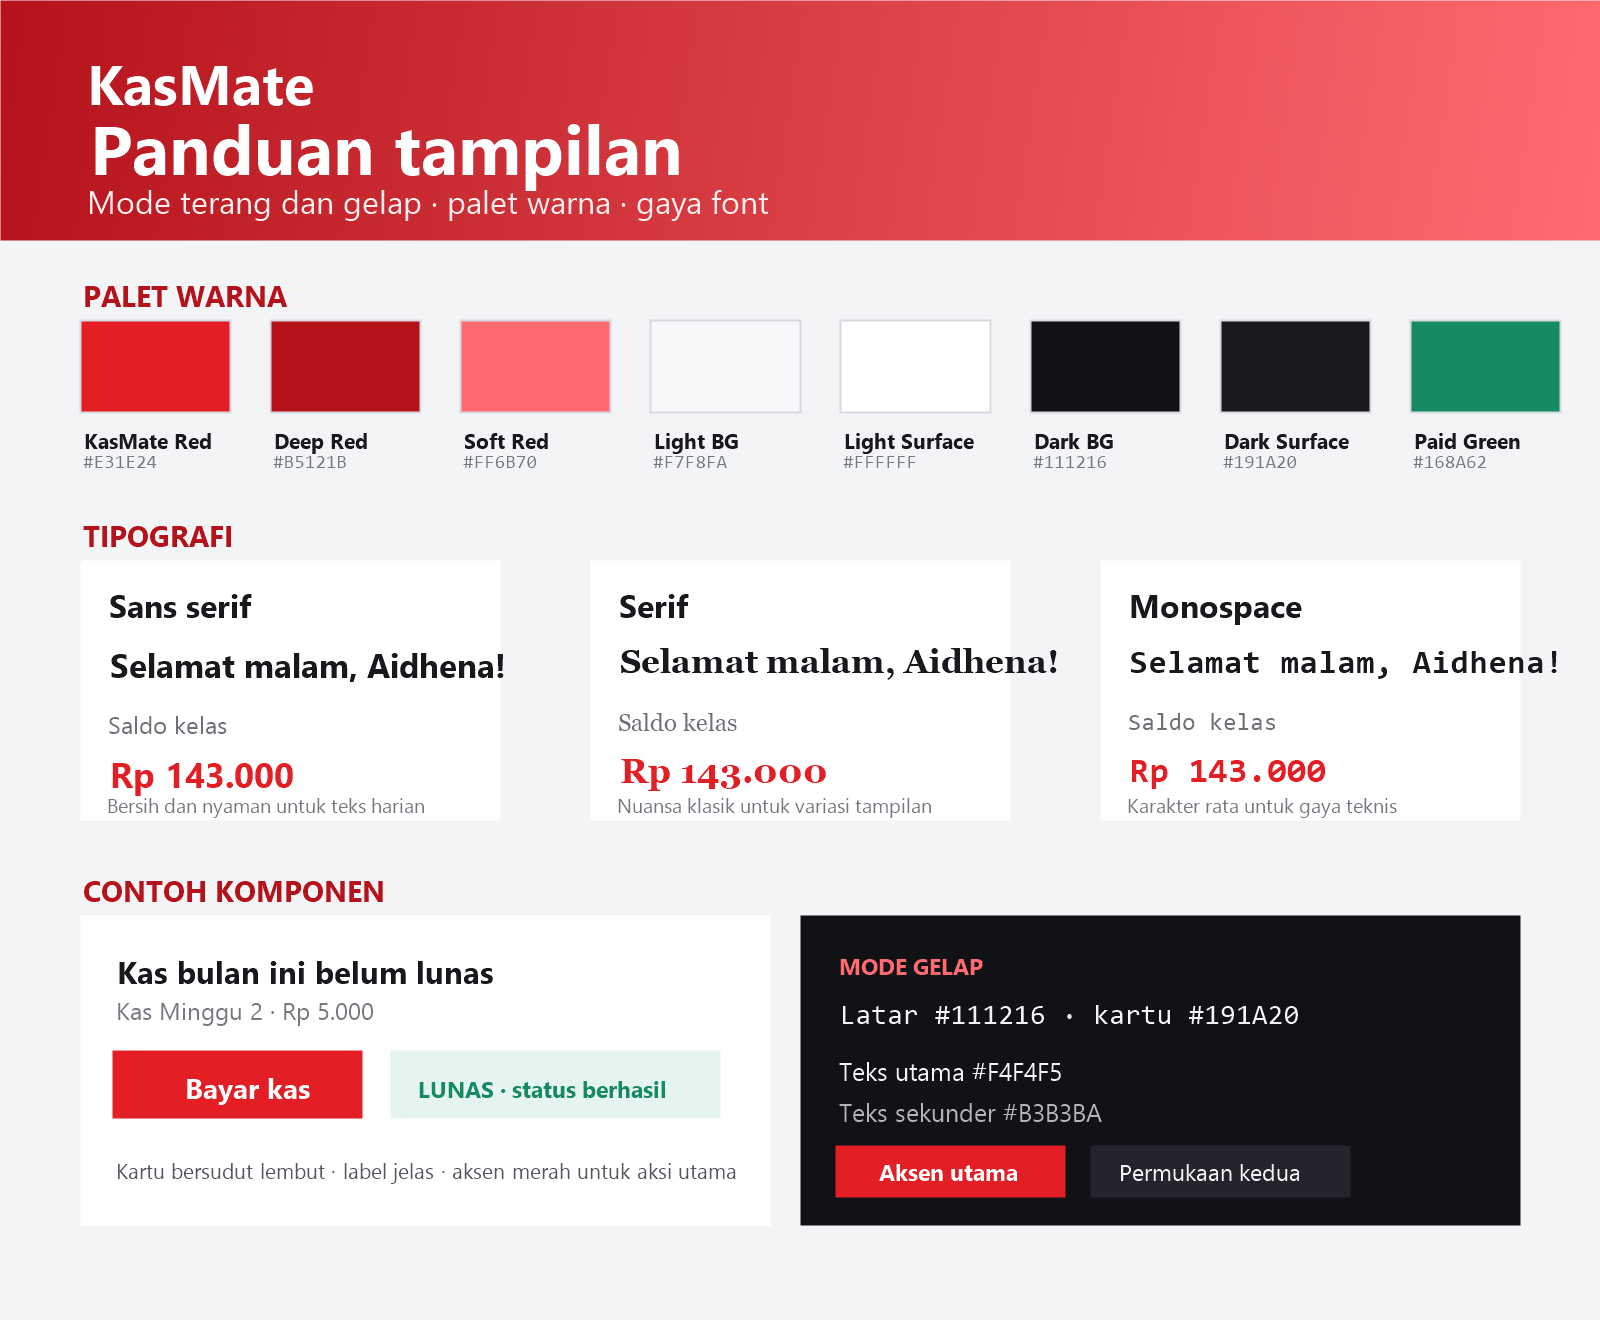 KasMate
Panduan tampilan
Mode terang dan gelap · palet warna · gaya font
PALET WARNA
KasMate Red
#E31E24
Deep Red
#B5121B
Soft Red
#FF6B70
Light BG
#F7F8FA
Light Surface
#FFFFFF
Dark BG
#111216
Dark Surface
#191A20
Paid Green
#168A62
TIPOGRAFI
Sans serif
Selamat malam, Aidhena!
Saldo kelas
Rp 143.000
Bersih dan nyaman untuk teks harian
Serif
Selamat malam, Aidhena!
Saldo kelas
Rp 143.000
Nuansa klasik untuk variasi tampilan
Monospace
Selamat malam, Aidhena!
Saldo kelas
Rp 143.000
Karakter rata untuk gaya teknis
CONTOH KOMPONEN
Kas bulan ini belum lunas
Kas Minggu 2 · Rp 5.000
Bayar kas
LUNAS · status berhasil
Kartu bersudut lembut · label jelas · aksen merah untuk aksi utama
MODE GELAP
Latar #111216 · kartu #191A20
Teks utama #F4F4F5
Teks sekunder #B3B3BA
Aksen utama
Permukaan kedua